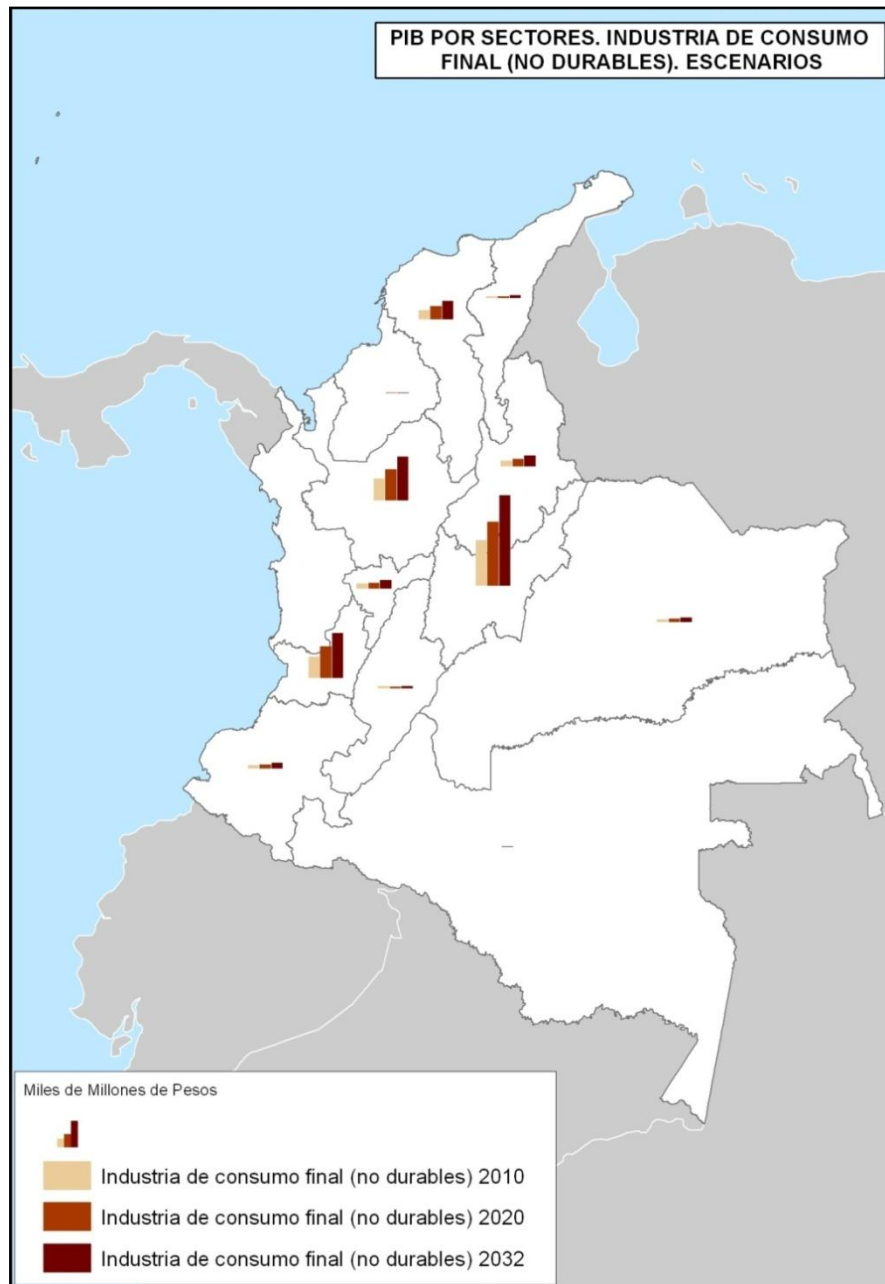 PIB POR SECTORES. INDUSTRIA DE CONSUMO
FINAL (NO DURABLES). ESCENARIOS
Miles de Millones de Pesos
Industria de consumo final (no durables) 2010
Industria de consumo final (no durables) 2020
Industria de consumo final (no durables) 2032